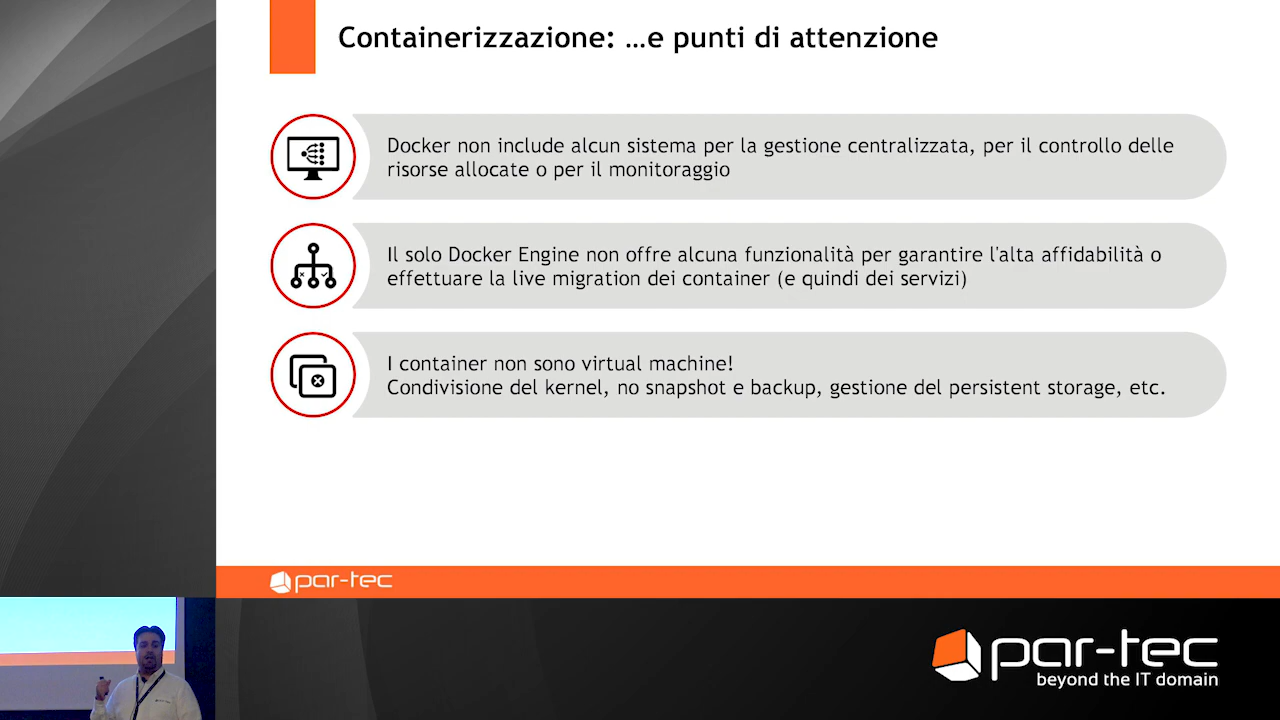 Containerizzazione: …e punti di attenzione
Docker non include alcun sistema per la gestione centralizzata, per il controllo delle
risorse allocate o per il monitoraggio
Il solo Docker Engine non offre alcuna funzionalità per garantire l'alta affidabilità o
effettuare la live migration dei container (e quindi dei servizi)
I container non sono virtual machine!
Condivisione del kernel, no snapshot e backup, gestione del persistent storage, etc.
par-tec
par-tec
beyond the IT domain